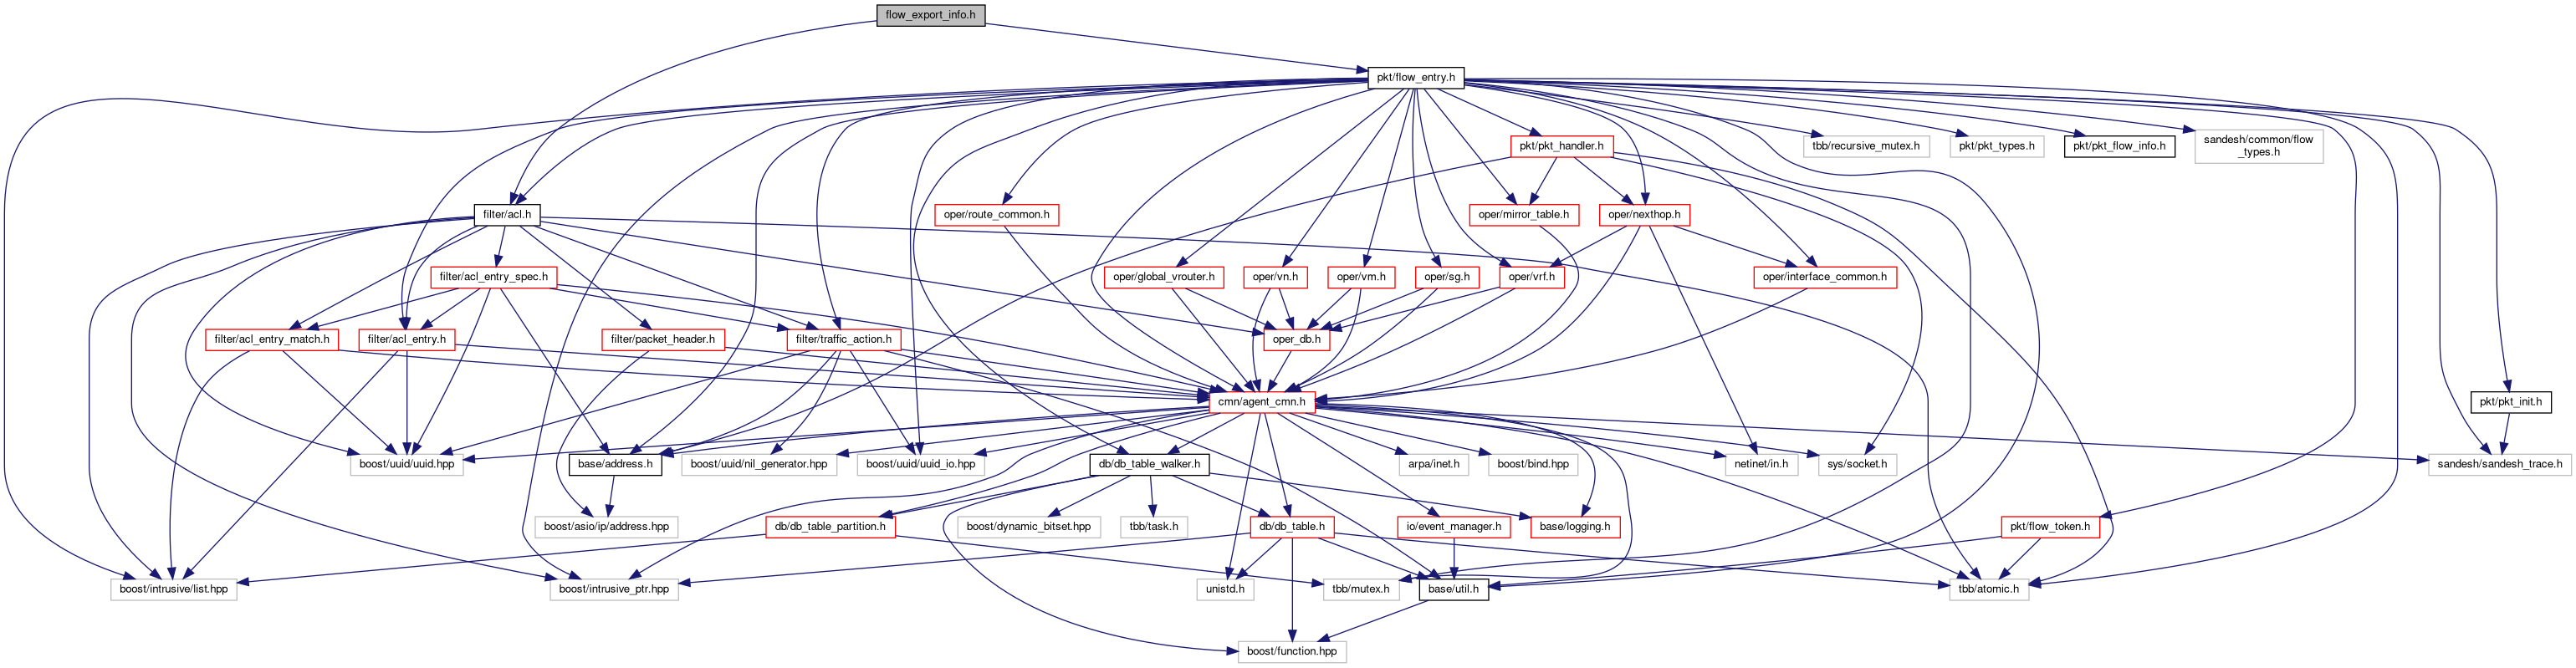 flow_export_info.h
pkt/flow_entry.h
pkt/pkt_handler.h
tbb/recursive_mutex.h
pkt/pkt_types.h
pkt/pkt_flow_info.h
sandesh/common/flow
_types.h
filter/acl.h
oper/route_common.h
oper/mirror_table.h
oper/nexthop.h
filter/acl_entry_spec.h
oper/global_vrouter.h
oper/vn.h
oper/vm.h
oper/sg.h
oper/vrf.h
oper/interface_common.h
filter/acl_entry_match.h
filter/acl_entry.h
filter/packet_header.h
filter/traffic_action.h
oper_db.h
cmn/agent_cmn.h
pkt/pkt_init.h
boost/uuid/uuid.hpp
base/address.h
boost/uuid/nil_generator.hpp
boost/uuid/uuid_io.hpp
db/db_table_walker.h
arpa/inet.h
boost/bind.hpp
netinet/in.h
sys/socket.h
sandesh/sandesh_trace.h
boost/asio/ip/address.hpp
db/db_table_partition.h
boost/dynamic_bitset.hpp
tbb/task.h
db/db_table.h
io/event_manager.h
base/logging.h
pkt/flow_token.h
boost/intrusive/list.hpp
boost/intrusive_ptr.hpp
unistd.h
tbb/mutex.h
base/util.h
tbb/atomic.h
boost/function.hpp